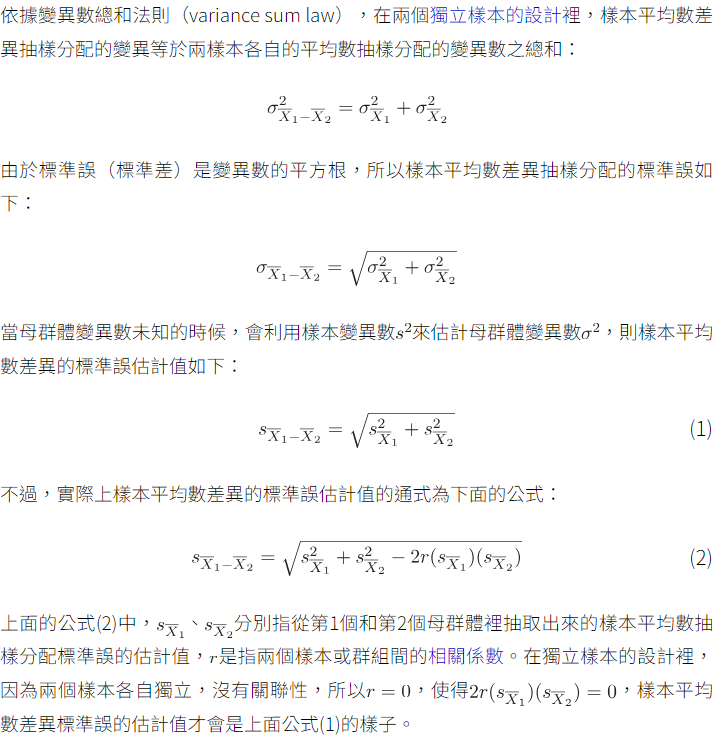 依據變異數總和法則（variance sum law），在兩個獨立樣本的設計裡，樣本平均數差
異抽樣分配的變異等於兩樣本各自的平均數抽樣分配的變異數之總和：
$\sigma^2_{\overline{X}_1-\overline{X}_2} = \sigma^2_{\overline{X}_1} + \sigma^2_{\overline{X}_2}$
由於標準誤（標準差）是變異數的平方根，所以樣本平均數差異抽樣分配的標準誤如
下：
$\sigma_{\overline{X}_1-\overline{X}_2} = \sqrt{\sigma^2_{\overline{X}_1} + \sigma^2_{\overline{X}_2}}$
當母群體變異數未知的時候，會利用樣本變異數$s^2$來估計母群體變異數$\sigma^2$，則樣本平均
數差異的標準誤估計值如下：
$s_{\overline{X}_1-\overline{X}_2} = \sqrt{s^2_{\overline{X}_1} + s^2_{\overline{X}_2}}$ (1)
不過，實際上樣本平均數差異的標準誤估計值的通式為下面的公式：
$s_{\overline{X}_1-\overline{X}_2} = \sqrt{s^2_{\overline{X}_1} + s^2_{\overline{X}_2} - 2r(s_{\overline{X}_1})(s_{\overline{X}_2})}$ (2)
上面的公式(2)中，$s_{\overline{X}_1}$、$s_{\overline{X}_2}$分別指從第1個和第2個母群體裡抽取出來的樣本平均數抽
樣分配標準誤的估計值，$r$是指兩個樣本或群組間的相關係數。在獨立樣本的設計裡，
因為兩個樣本各自獨立，沒有關聯性，所以$r = 0$，使得$2r(s_{\overline{X}_1})(s_{\overline{X}_2}) = 0$，樣本平均
數差異標準誤的估計值才會是上面公式(1)的樣子。